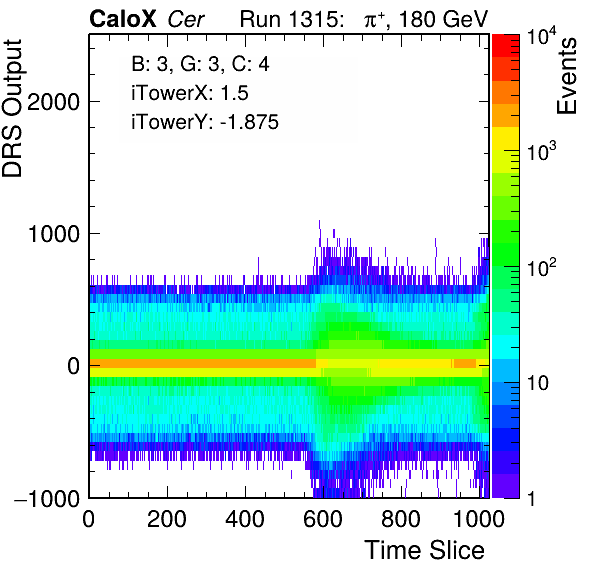 CaloX Cer Run 1315: π⁺, 180 GeV
B: 3, G: 3, C: 4
iTowerX: 1.5
iTowerY: -1.875
DRS Output
2000
1000
0
−1000
0 200 400 600 800 1000
Time Slice
Events
10⁴
10³
10²
10
1